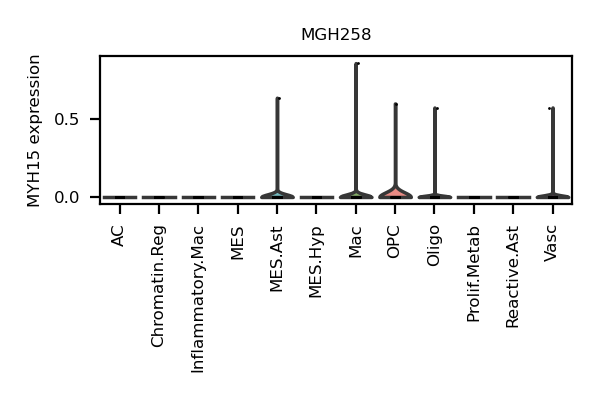 MGH258
MYH15 expression
0.5
0.0
AC
Chromatin.Reg
Inflammatory.Mac
MES
MES.Ast
MES.Hyp
Mac
OPC
Oligo
Prolif.Metab
Reactive.Ast
Vasc